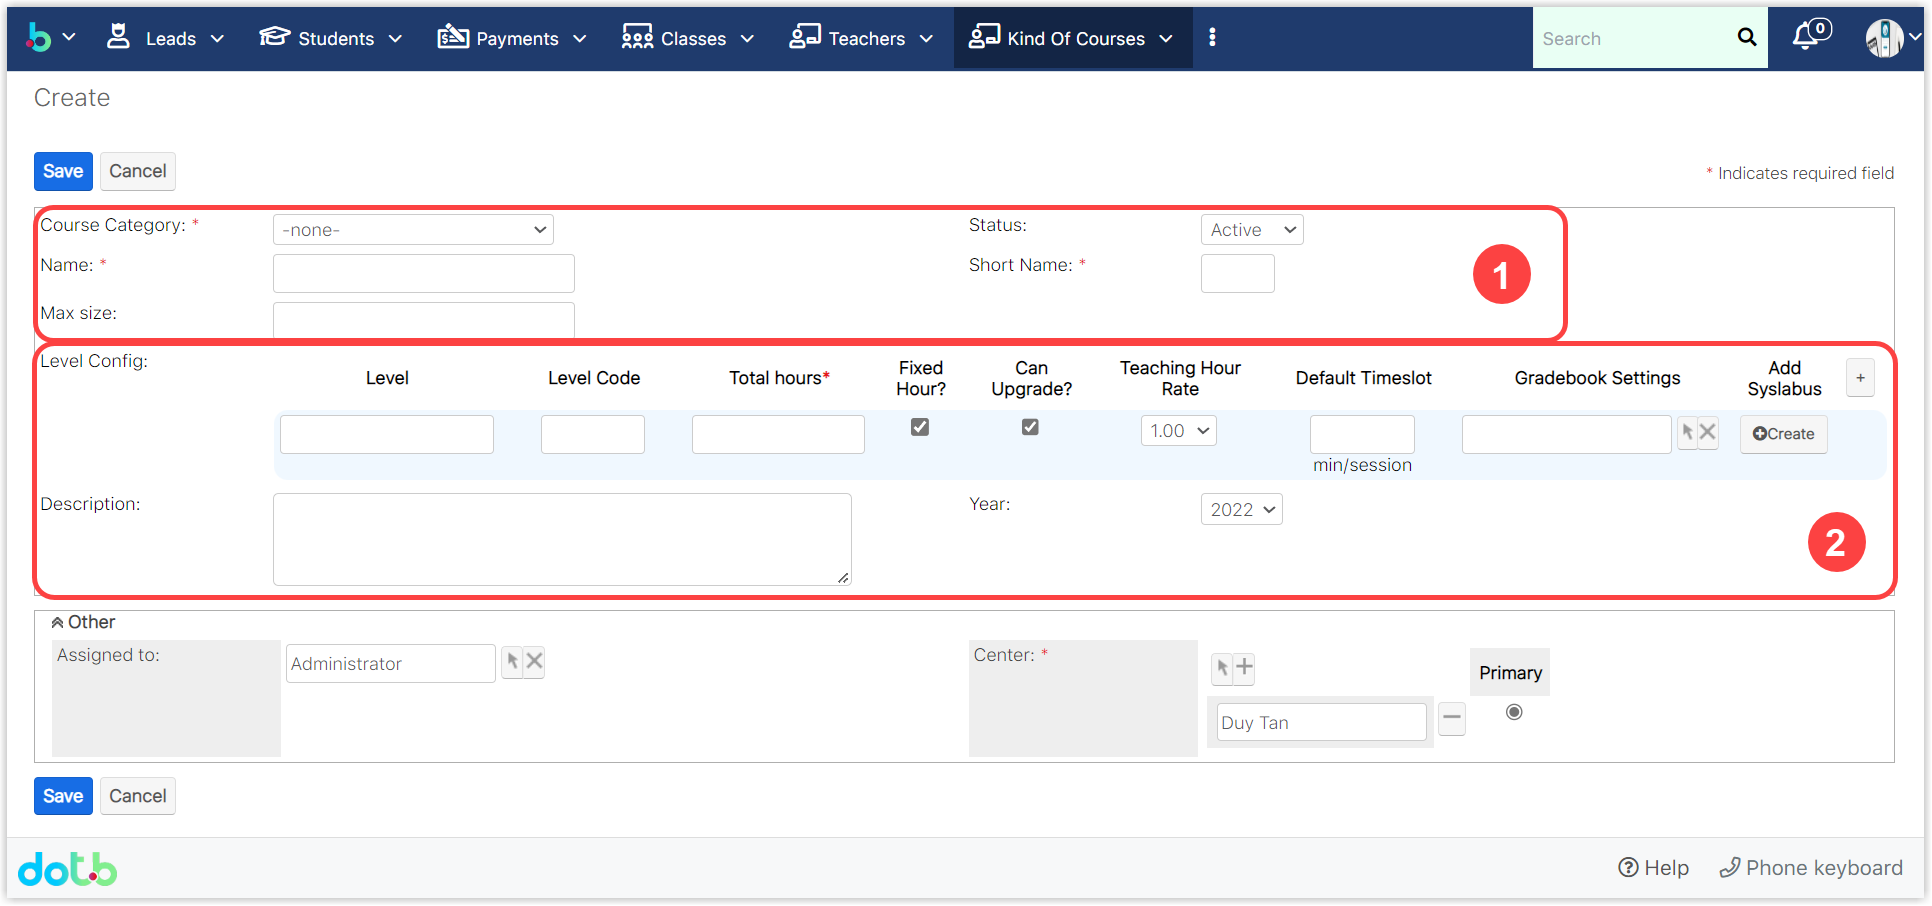 b Leads Students Payments Classes Teachers Kind Of Courses Search 0
Create
Save Cancel * Indicates required field
Course Category: * -none- Status: Active
Name: * Short Name: * 1
Max size:
Level Config: Level Level Code Total hours* Fixed Hour? Can Upgrade? Teaching Hour Rate Default Timeslot Gradebook Settings Add Syslabus +
1.00 Create
min/session
Description: Year: 2022
2
Other
Assigned to: Administrator Center: * Primary
Duy Tan
Save Cancel
dot.b Help Phone keyboard